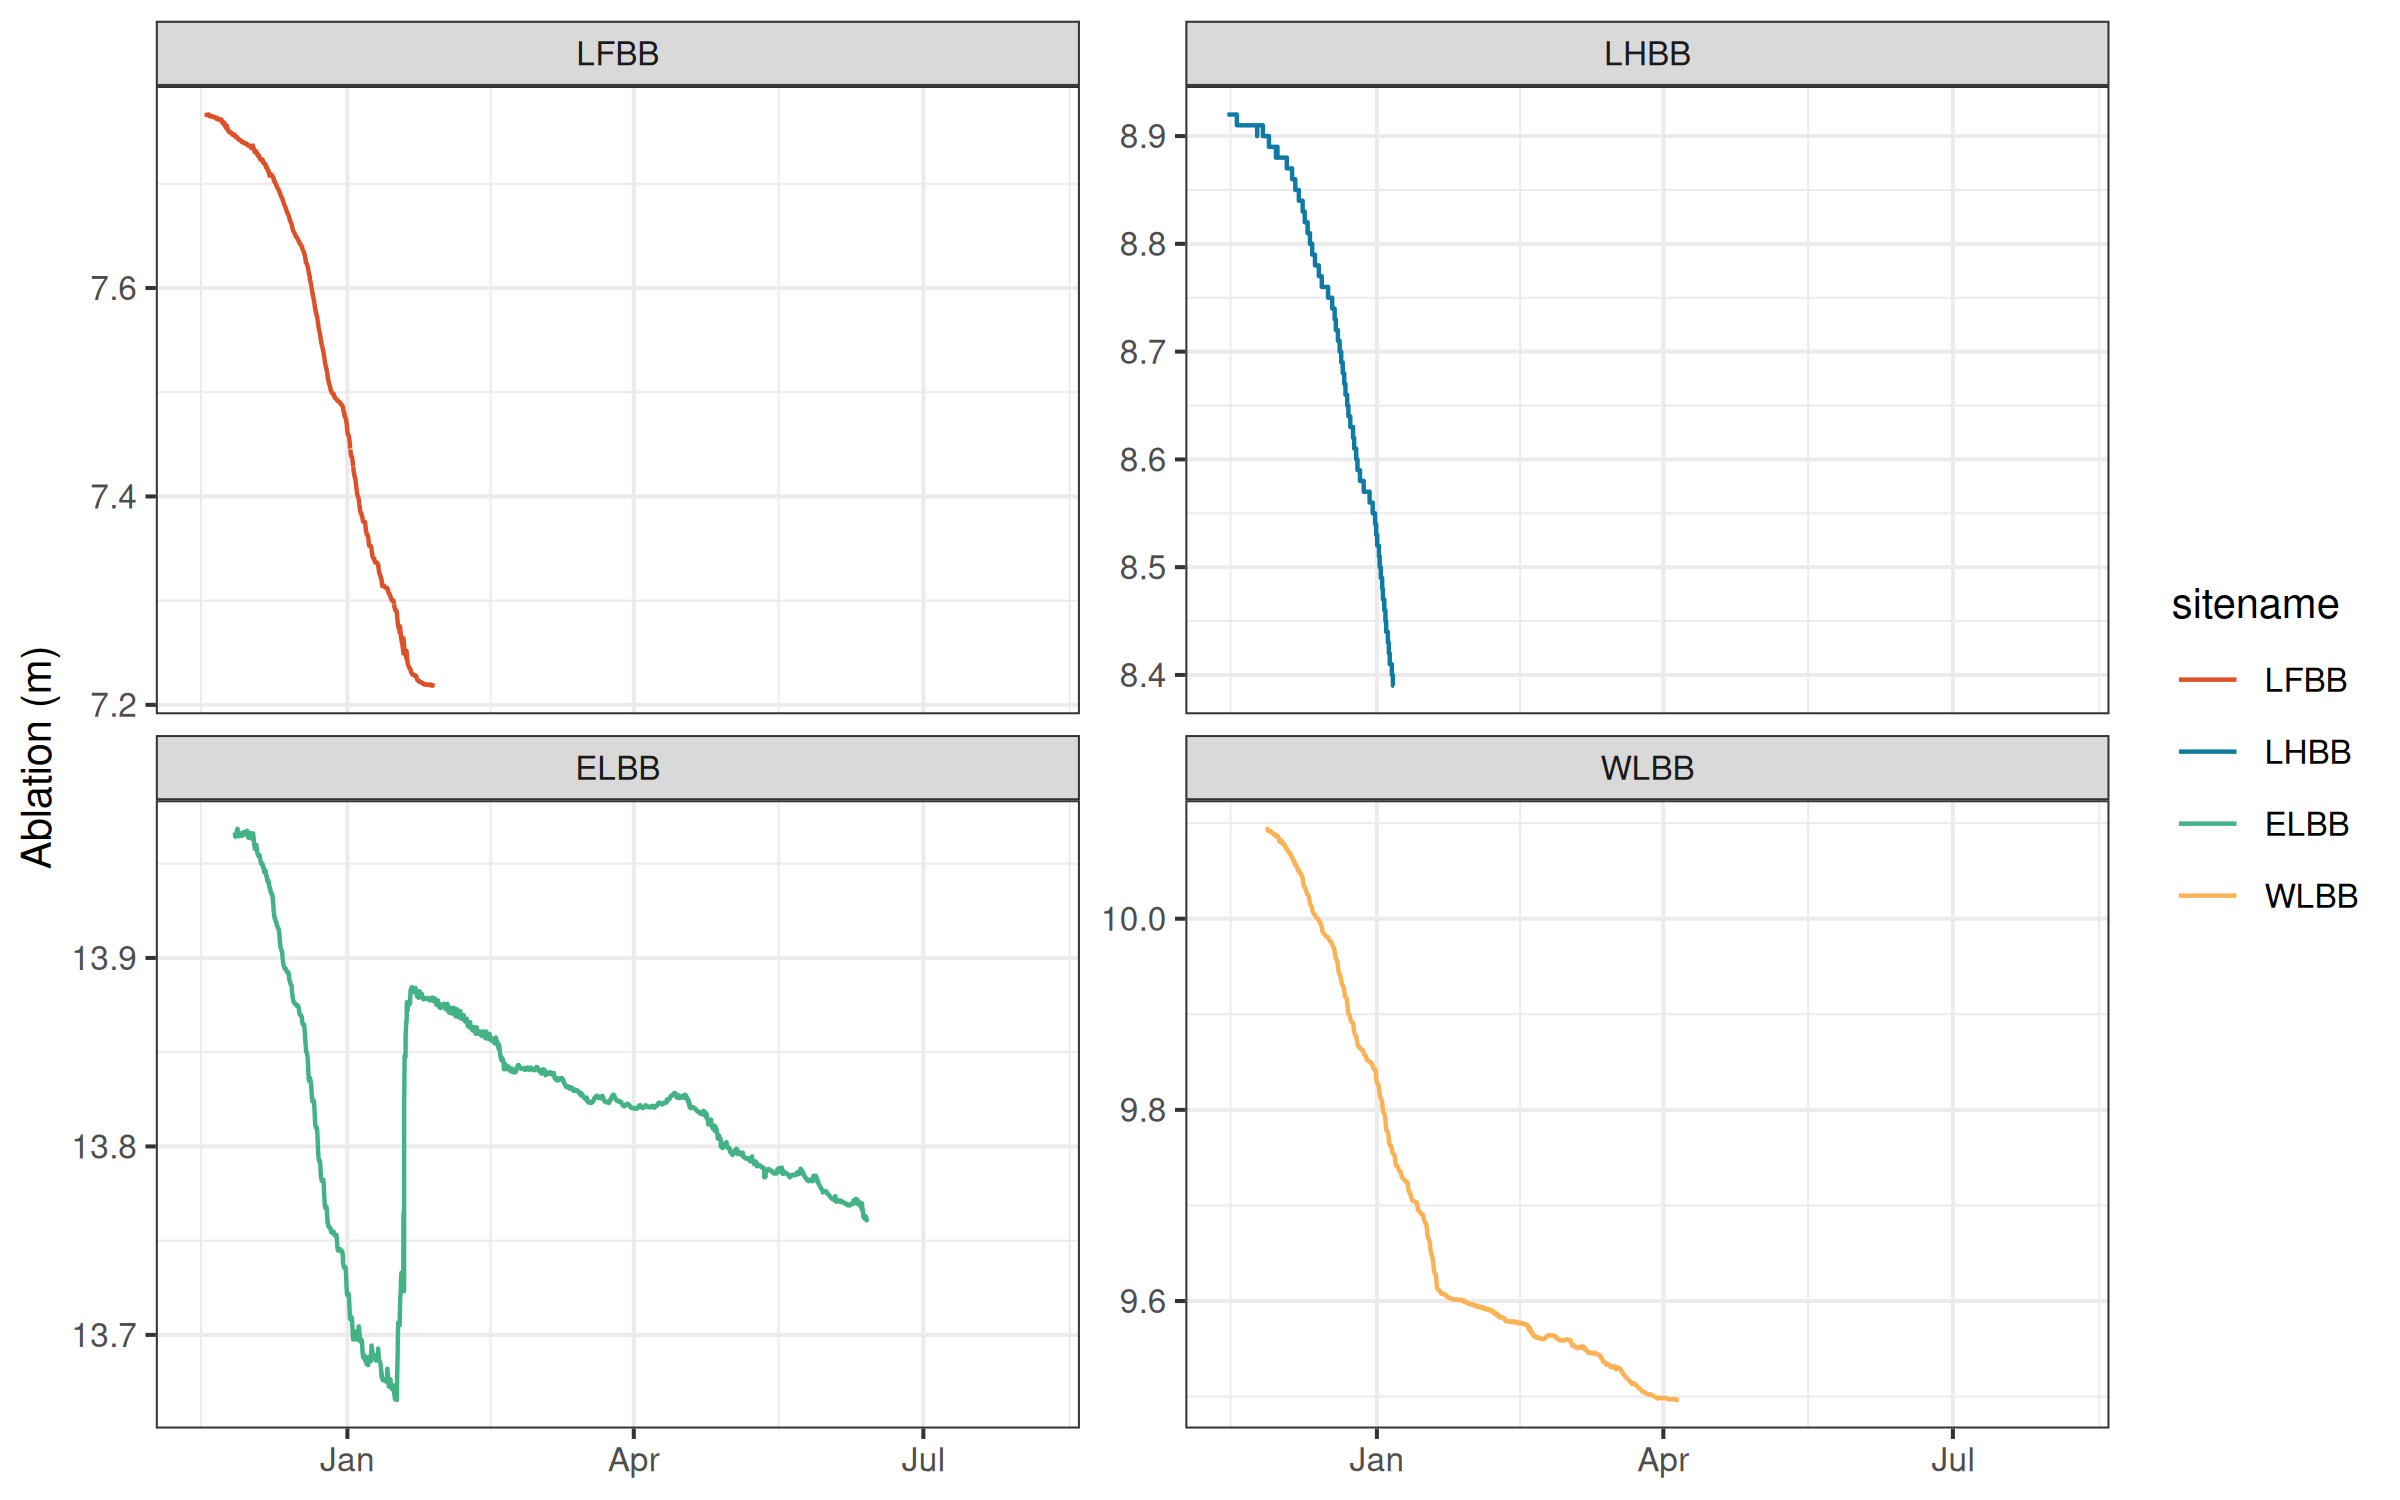 LFBB
LHBB
7.6
7.4
7.2
8.9
8.8
8.7
8.6
8.5
8.4
Ablation (m)
ELBB
WLBB
13.9
13.8
13.7
10.0
9.8
9.6
Jan Apr Jul
Jan Apr Jul
sitename
LFBB
LHBB
ELBB
WLBB